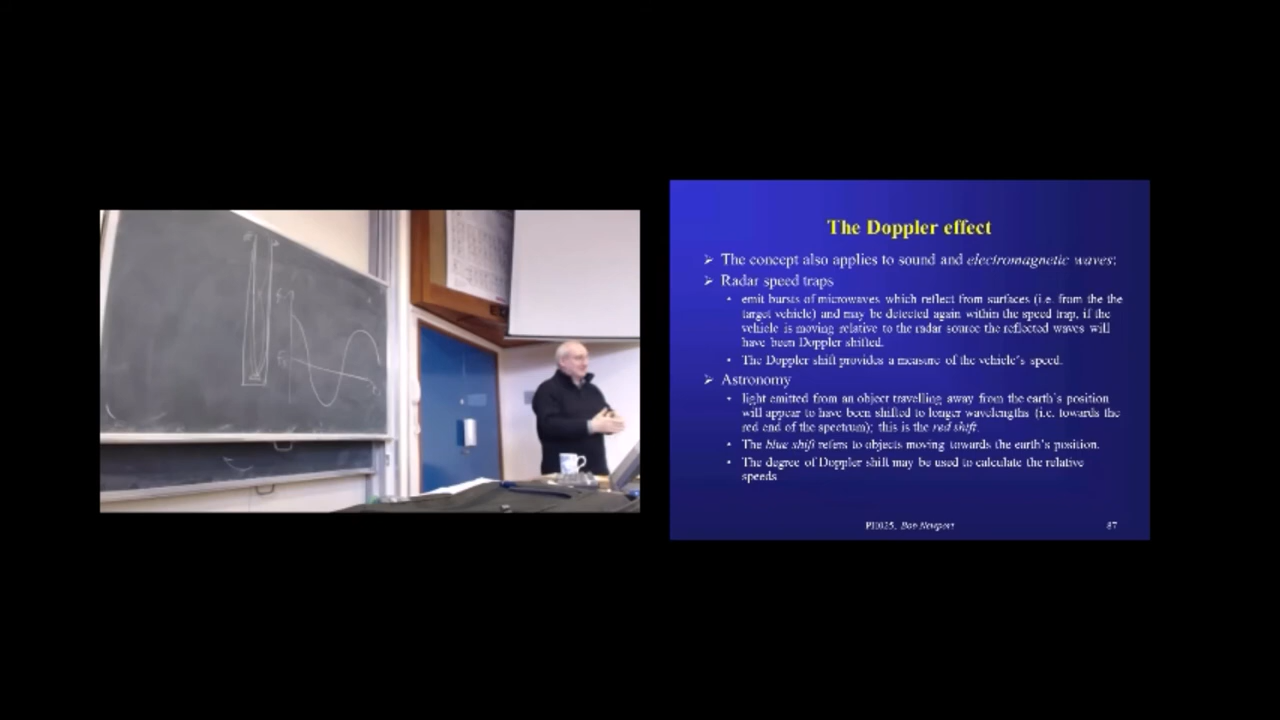 The Doppler effect
➢ The concept also applies to sound and electromagnetic waves:
➢ Radar speed traps
• emit bursts of microwaves which reflect from surfaces (i.e. from the the
target vehicle) and may be detected again within the speed trap, if the
vehicle is moving relative to the radar source the reflected waves will
have been Doppler shifted.
• The Doppler shift provides a measure of the vehicle's speed.
➢ Astronomy
• light emitted from an object travelling away from the earth's position
will appear to have been shifted to longer wavelengths (i.e. towards the
red end of the spectrum); this is the red shift.
• The blue shift refers to objects moving towards the earth's position.
• The degree of Doppler shift may be used to calculate the relative
speeds
Bob Newport
87